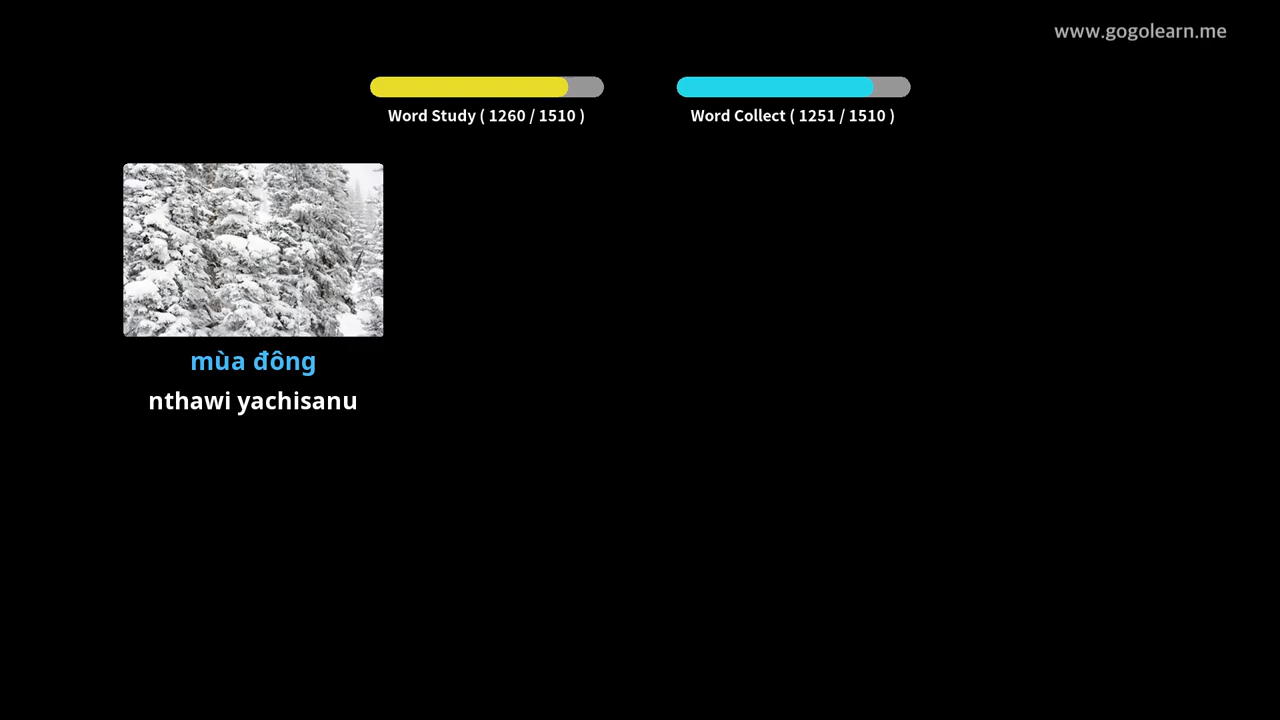 www.gogolearn.me
Word Study ( 1260 / 1510 )
Word Collect ( 1251 / 1510 )
mùa đông
nthawi yachisanu